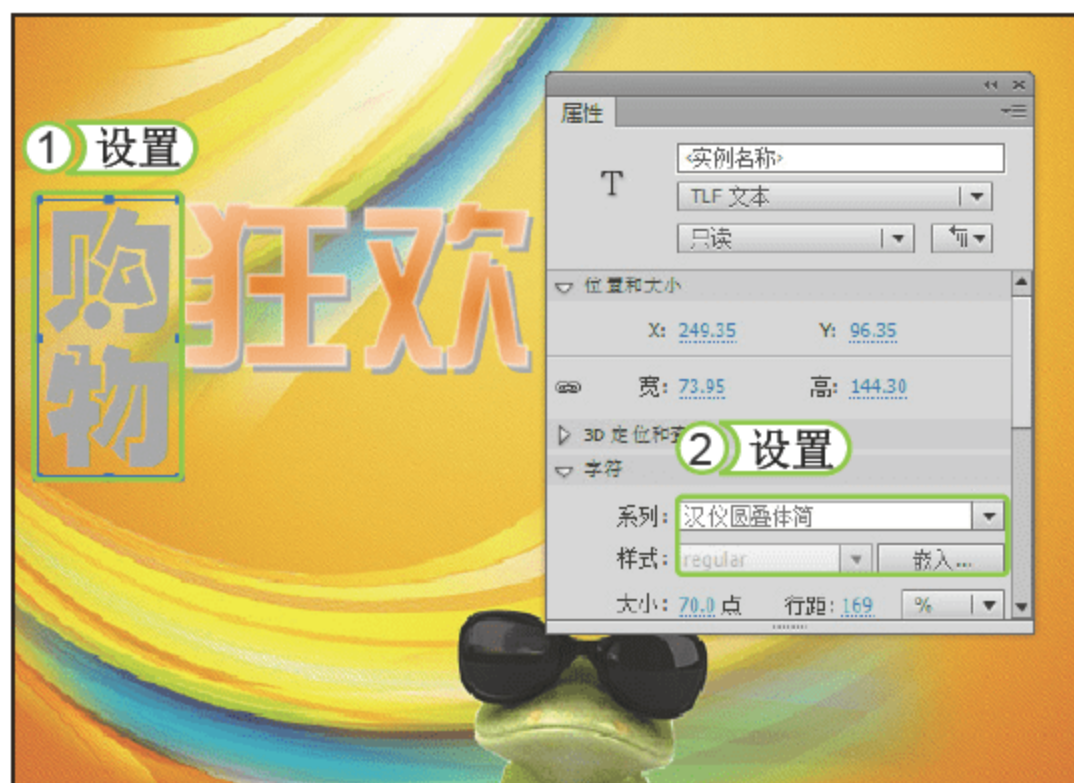 属性
① 设置
<实例名称>
T
TLF 文本
购物
狂欢
只读
位置和大小
X: 249.35 Y: 96.35
宽: 73.95 高: 144.30
3D 定位和
② 设置
字符
系列: 汉仪圆叠体简
样式: regular 嵌入...
大小: 70.0 点 行距: 169 %